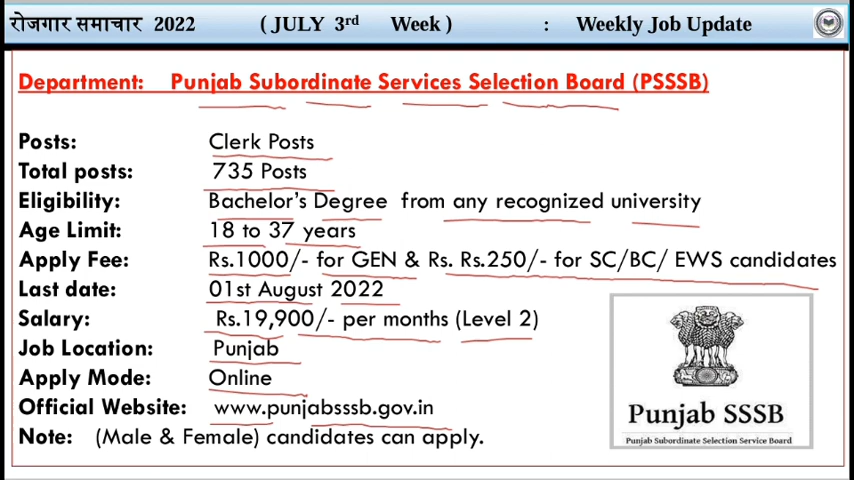 रोजगार समाचार 2022 ( JULY 3rd Week ) : Weekly Job Update
Department: Punjab Subordinate Services Selection Board (PSSSB)
Posts: Clerk Posts
Total posts: 735 Posts
Eligibility: Bachelor's Degree from any recognized university
Age Limit: 18 to 37 years
Apply Fee: Rs.1000/- for GEN & Rs. Rs.250/- for SC/BC/ EWS candidates
Last date: 01st August 2022
Salary: Rs.19,900/- per months (Level 2)
Job Location: Punjab
Apply Mode: Online
Official Website: www.punjabsssb.gov.in
Note: (Male & Female) candidates can apply.
Punjab SSSB
Punjab Subordinate Selection Service Board